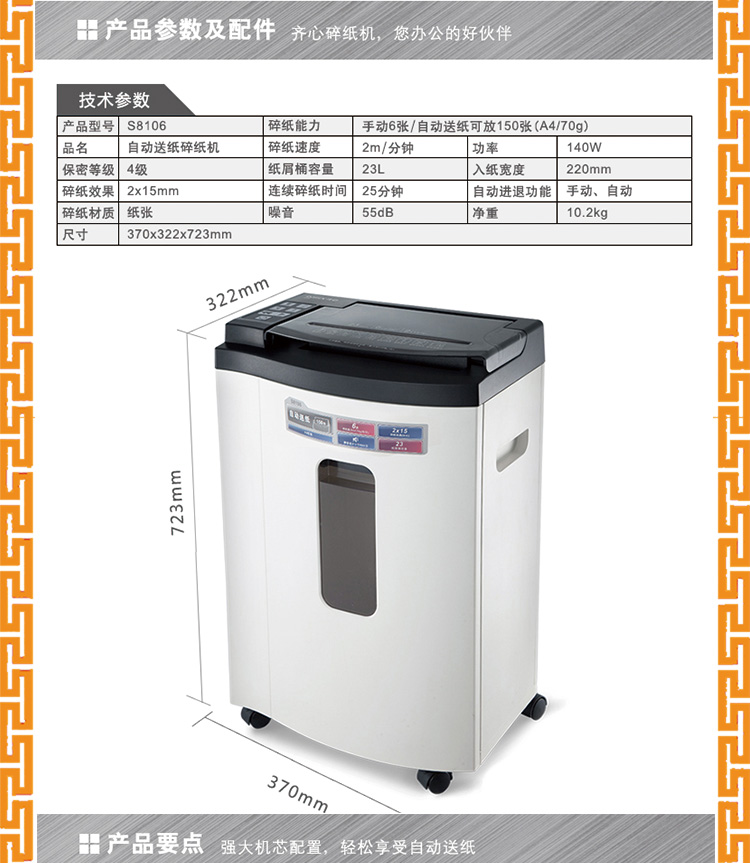 产品参数及配件 齐心碎纸机，您办公的好伙伴
技术参数
产品型号 S8106 碎纸能力 手动6张/自动送纸可放150张(A4/70g)
品名 自动送纸碎纸机 碎纸速度 2m/分钟 功率 140W
保密等级 4级 纸屑桶容量 23L 入纸宽度 220mm
碎纸效果 2x15mm 连续碎纸时间 25分钟 自动进退功能 手动、自动
碎纸材质 纸张 噪音 55dB 净重 10.2kg
尺寸 370x322x723mm
322mm
723mm
自动送纸
6
2x15
23
370mm
产品要点 强大机芯配置，轻松享受自动送纸